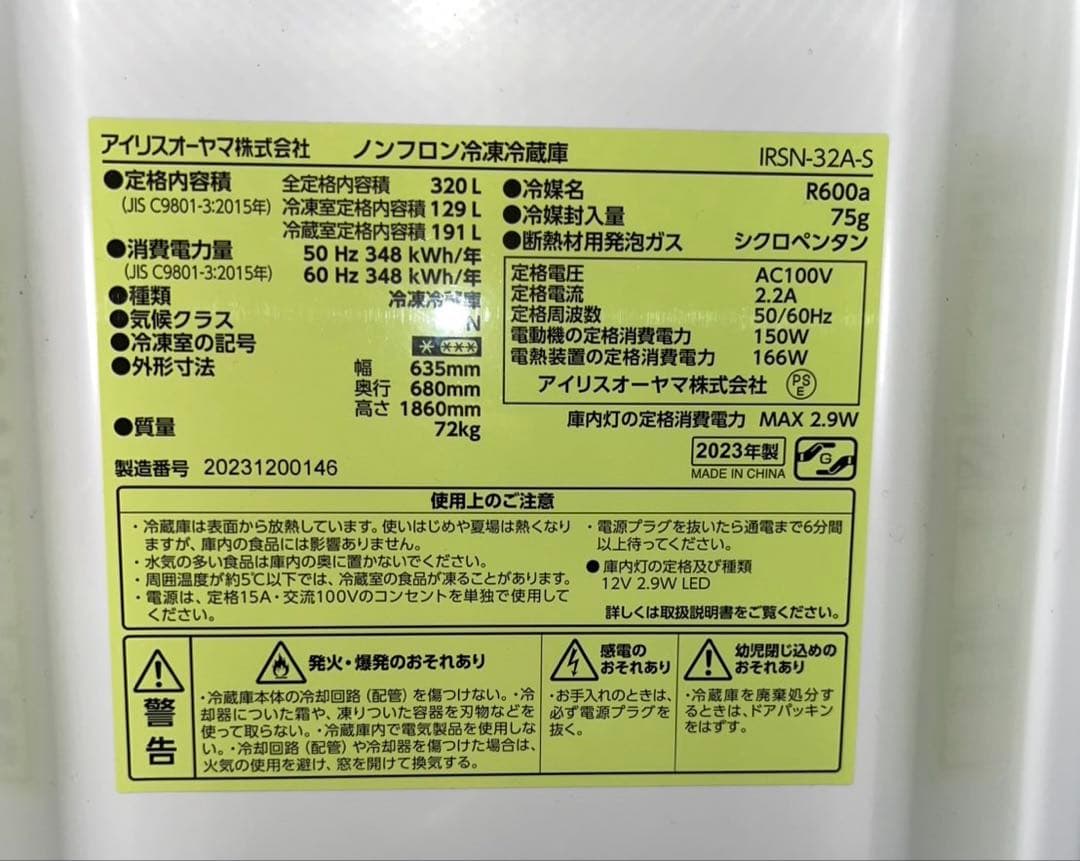 アイリスオーヤマ株式会社 ノンフロン冷凍冷蔵庫 IRSN-32A-S
●定格内容積 全定格内容積 320 L
(JIS C9801-3:2015年) 冷凍室定格内容積 129 L
冷蔵室定格内容積 191 L
●消費電力量 50 Hz 348 kWh/年
(JIS C9801-3:2015年) 60 Hz 348 kWh/年
●種類 冷凍冷蔵庫
●気候クラス N
●冷凍室の記号
●外形寸法 幅 635mm
奥行 680mm
高さ 1860mm
●質量 72kg
製造番号 20231200146
●冷媒名 R600a
●冷媒封入量 75g
●断熱材用発泡ガス シクロペンタン
定格電圧 AC100V
定格電流 2.2A
定格周波数 50/60Hz
電動機の定格消費電力 150W
電熱装置の定格消費電力 166W
アイリスオーヤマ株式会社 PSE
庫内灯の定格消費電力 MAX 2.9W
2023年製
MADE IN CHINA
G
使用上のご注意
・冷蔵庫は表面から放熱しています。使いはじめや夏場は熱くなり
ますが、庫内の食品には影響ありません。
・水気の多い食品は庫内の奥に置かないでください。
・周囲温度が約5℃以下では、冷蔵室の食品が凍ることがあります。
・電源は、定格15A・交流100Vのコンセントを単独で使用して
ください。
・電源プラグを抜いたら通電まで6分間
以上待ってください。
●庫内灯の定格及び種類
12V 2.9W LED
詳しくは取扱説明書をご覧ください。
警告
発火・爆発のおそれあり
・冷蔵庫本体の冷却回路（配管）を傷つけない。・冷
却器についた霜や、凍りついた容器を刃物などを
使って取らない。・冷蔵庫内で電気製品を使用しな
い。・冷却回路（配管）や冷却器を傷つけた場合は、
火気の使用を避け、窓を開けて換気する。
感電の
おそれあり
・お手入れのときは、
必ず電源プラグを
抜く。
幼児閉じ込めの
おそれあり
・冷蔵庫を廃棄処分す
るときは、ドアパッキン
をはずす。